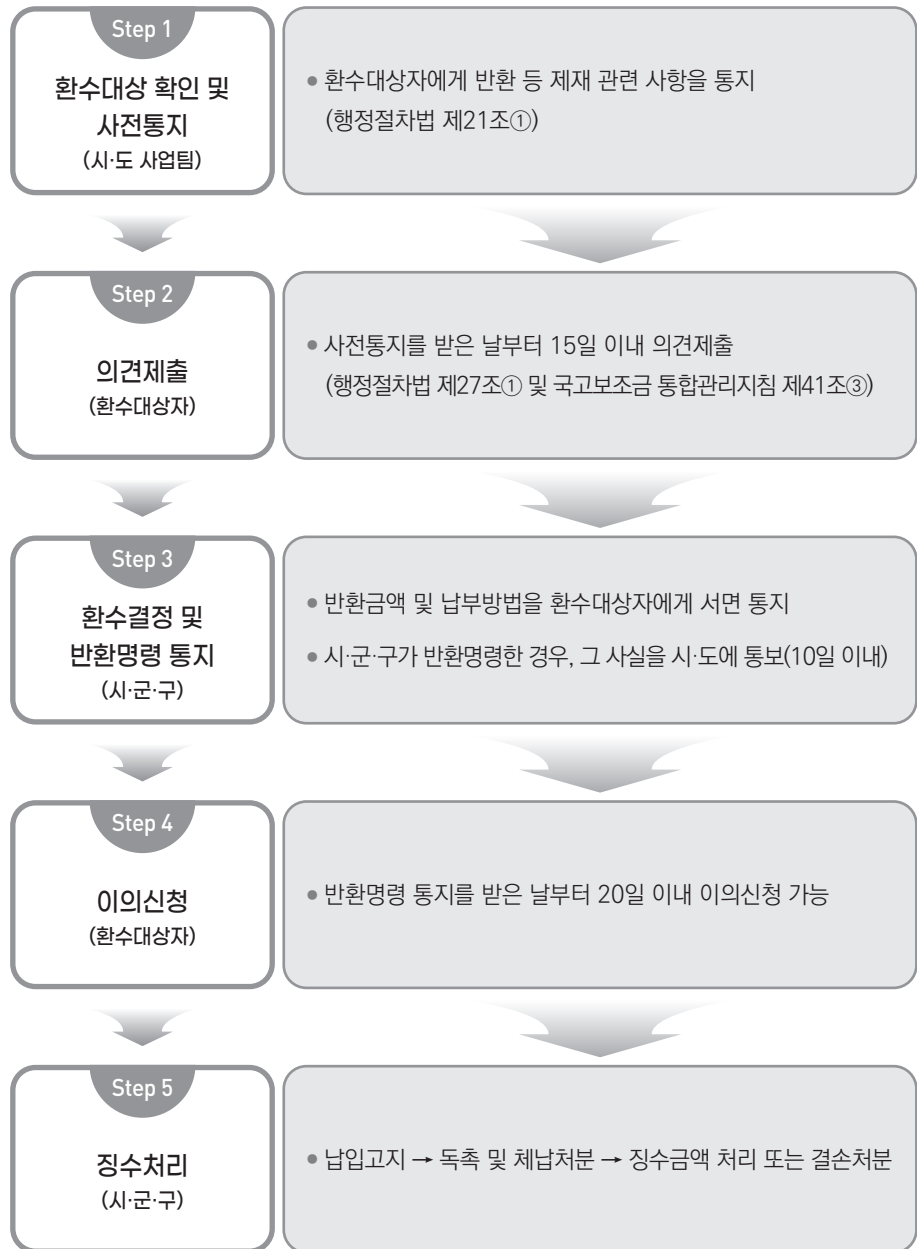 Step 1
환수대상 확인 및
사전통지
(시·도 사업팀)
• 환수대상자에게 반환 등 제재 관련 사항을 통지
(행정절차법 제21조①)
Step 2
의견제출
(환수대상자)
• 사전통지를 받은 날부터 15일 이내 의견제출
(행정절차법 제27조① 및 국고보조금 통합관리지침 제41조③)
Step 3
환수결정 및
반환명령 통지
(시·군·구)
• 반환금액 및 납부방법을 환수대상자에게 서면 통지
• 시·군·구가 반환명령한 경우, 그 사실을 시·도에 통보(10일 이내)
Step 4
이의신청
(환수대상자)
• 반환명령 통지를 받은 날부터 20일 이내 이의신청 가능
Step 5
징수처리
(시·군·구)
• 납입고지 → 독촉 및 체납처분 → 징수금액 처리 또는 결손처분